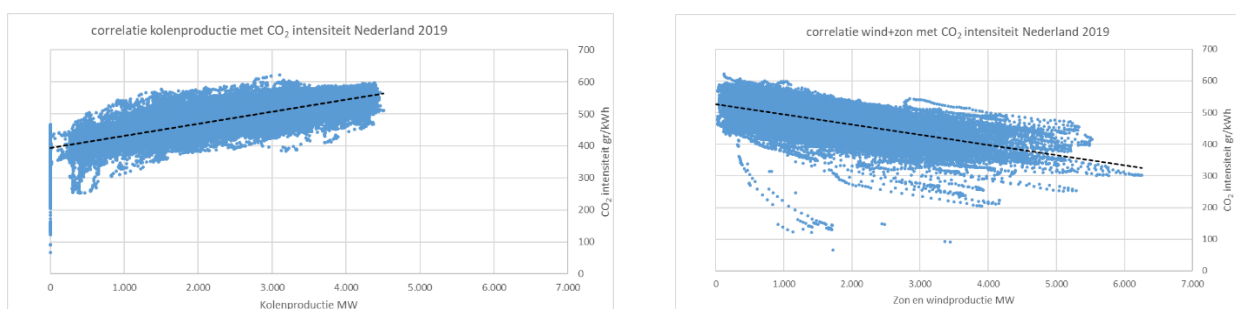 correlatie kolenproductie met CO₂ intensiteit Nederland 2019
700
600
500
400
300
200
100
0
CO₂ intensiteit gr/kWh
0 1.000 2.000 3.000 4.000 5.000 6.000 7.000
Kolenproductie MW
correlatie wind+zon met CO₂ intensiteit Nederland 2019
700
600
500
400
300
200
100
0
CO₂ intensiteit gr/kWh
0 1.000 2.000 3.000 4.000 5.000 6.000 7.000
Zon en windproductie MW